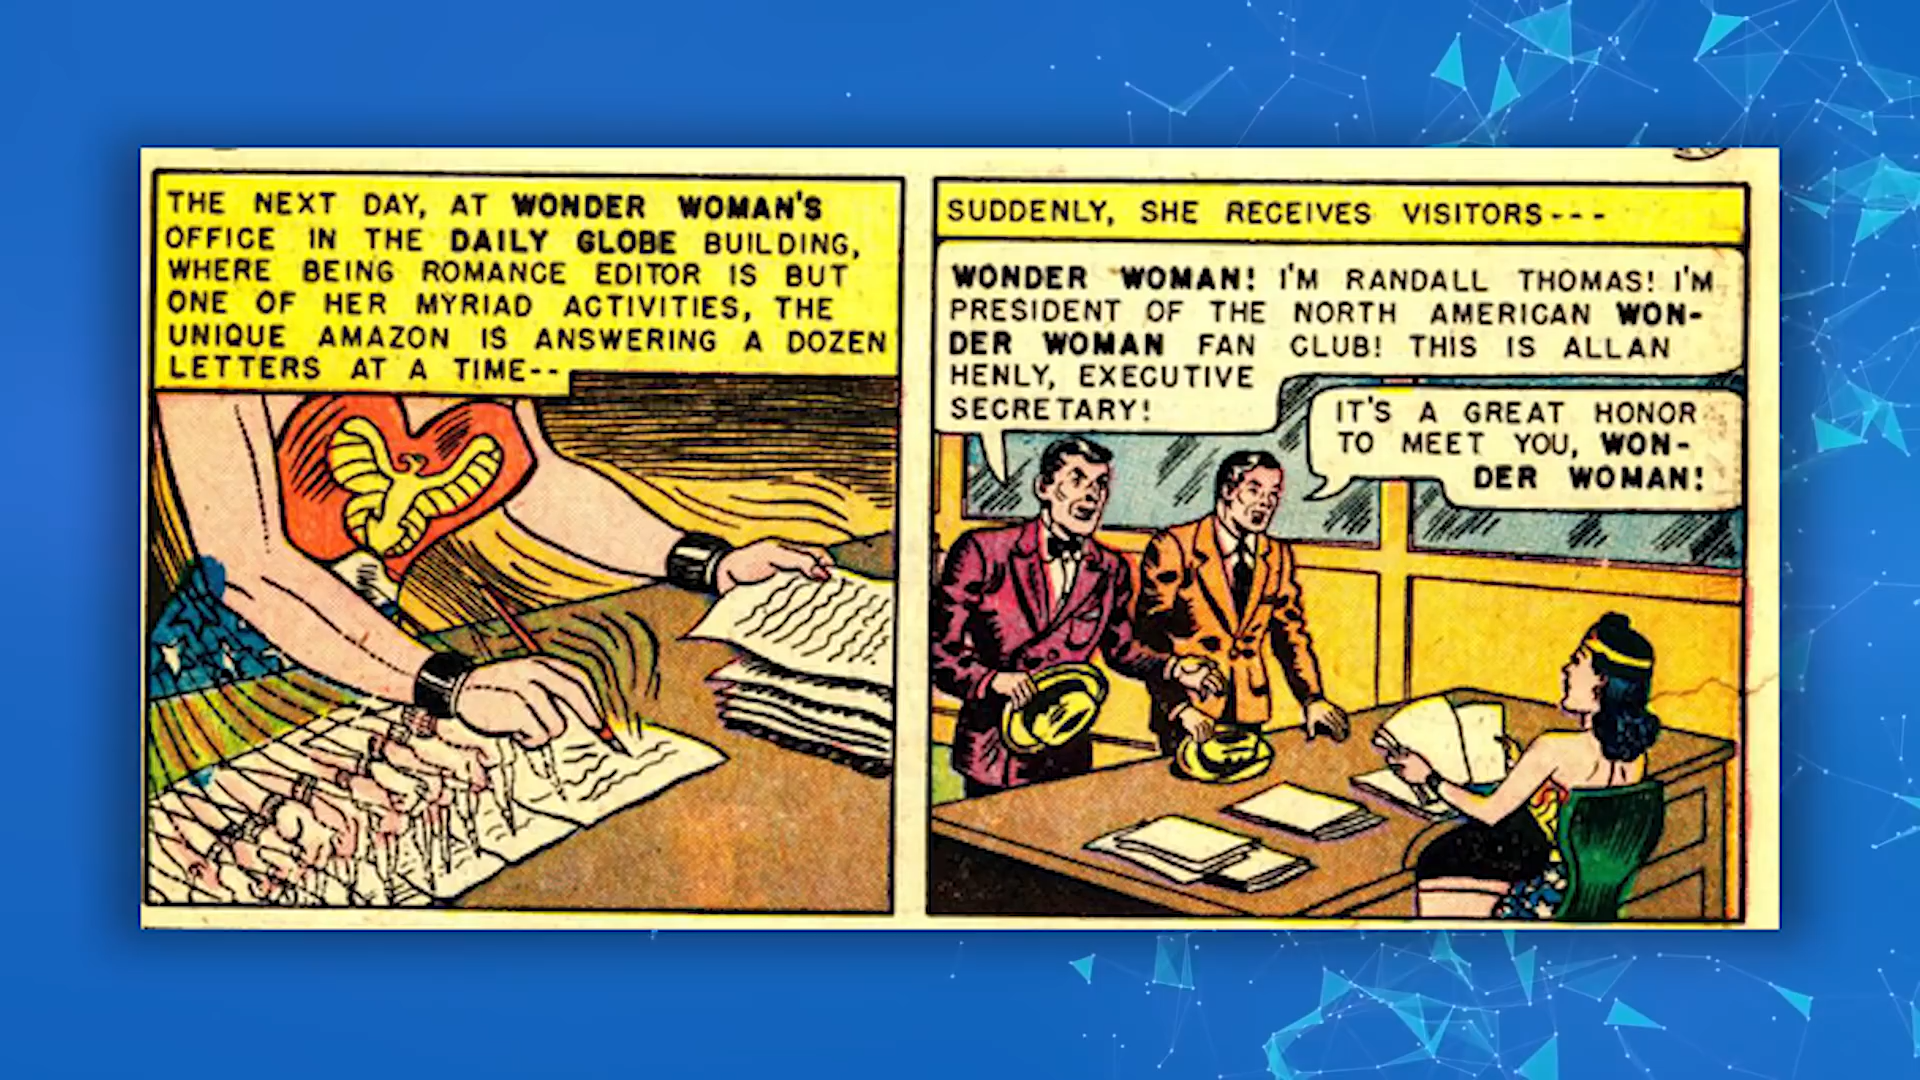 THE NEXT DAY, AT WONDER WOMAN'S
OFFICE IN THE DAILY GLOBE BUILDING,
WHERE BEING ROMANCE EDITOR IS BUT
ONE OF HER MYRIAD ACTIVITIES, THE
UNIQUE AMAZON IS ANSWERING A DOZEN
LETTERS AT A TIME--
SUDDENLY, SHE RECEIVES VISITORS---
WONDER WOMAN! I'M RANDALL THOMAS! I'M
PRESIDENT OF THE NORTH AMERICAN WON-
DER WOMAN FAN CLUB! THIS IS ALLAN
HENLY, EXECUTIVE
SECRETARY!
IT'S A GREAT HONOR
TO MEET YOU, WON-
DER WOMAN!